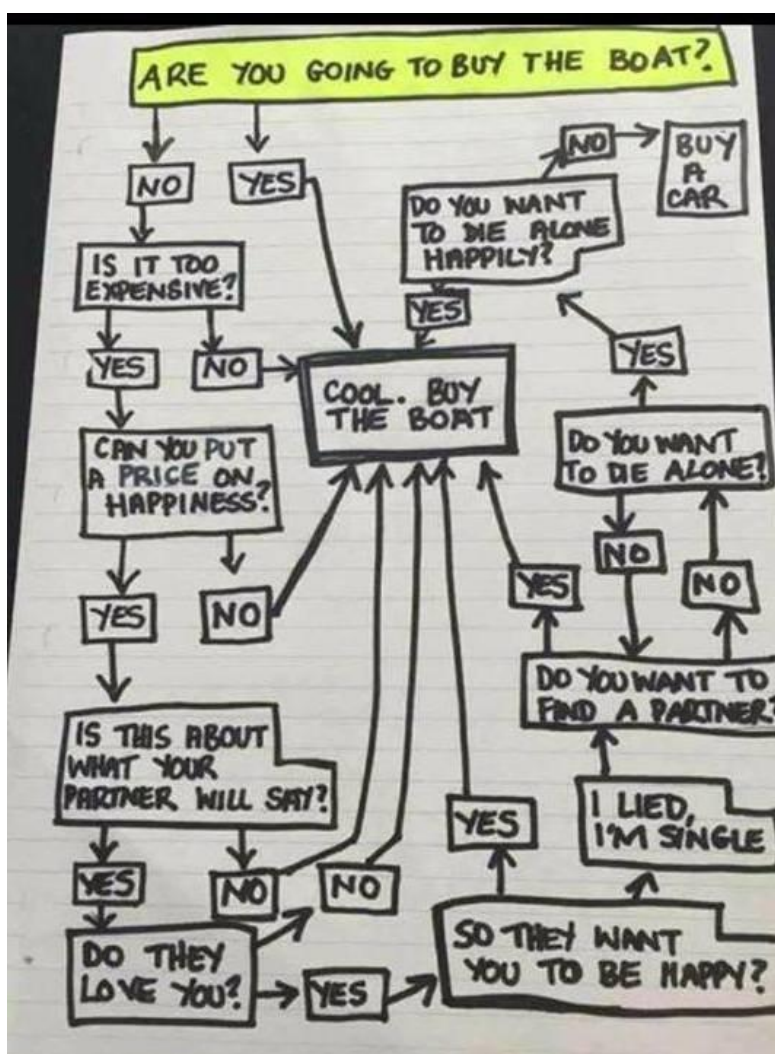 ARE YOU GOING TO BUY THE BOAT?
NO
YES
NO
BUY
A
CAR
DO YOU WANT
TO DIE ALONE
HAPPILY?
IS IT TOO
EXPENSIVE?
YES
YES
NO
YES
COOL. BUY
THE BOAT
CAN YOU PUT
A PRICE ON
HAPPINESS?
DO YOU WANT
TO DIE ALONE?
NO
YES
NO
YES
NO
DO YOU WANT TO
FIND A PARTNER?
IS THIS ABOUT
WHAT YOUR
PARTNER WILL SAY?
I LIED,
I'M SINGLE
YES
YES
NO
NO
DO THEY
LOVE YOU?
YES
SO THEY WANT
YOU TO BE HAPPY?